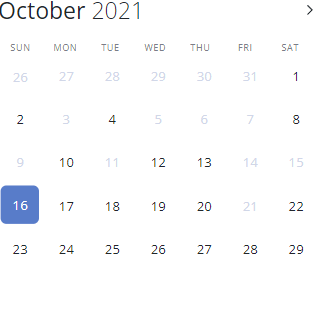 October 2021
SUN MON TUE WED THU FRI SAT
26 27 28 29 30 31 1
2 3 4 5 6 7 8
9 10 11 12 13 14 15
16 17 18 19 20 21 22
23 24 25 26 27 28 29